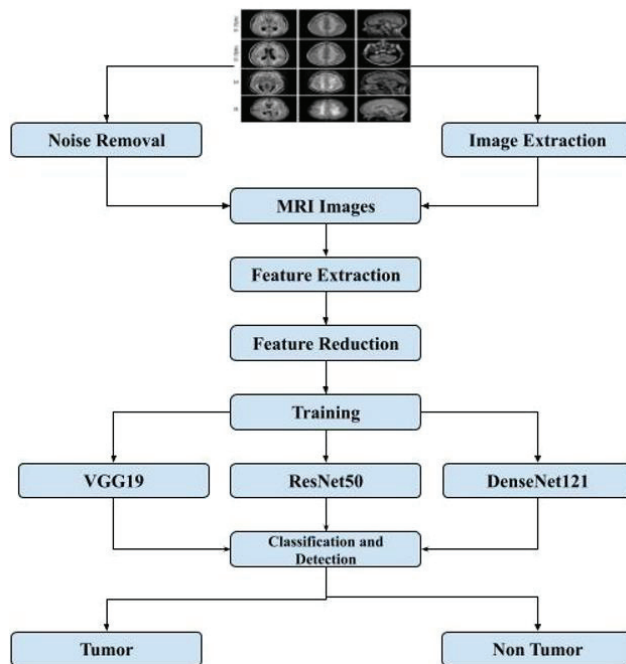 Noise Removal
Image Extraction
MRI Images
Feature Extraction
Feature Reduction
Training
VGG19
ResNet50
DenseNet121
Classification and
Detection
Tumor
Non Tumor